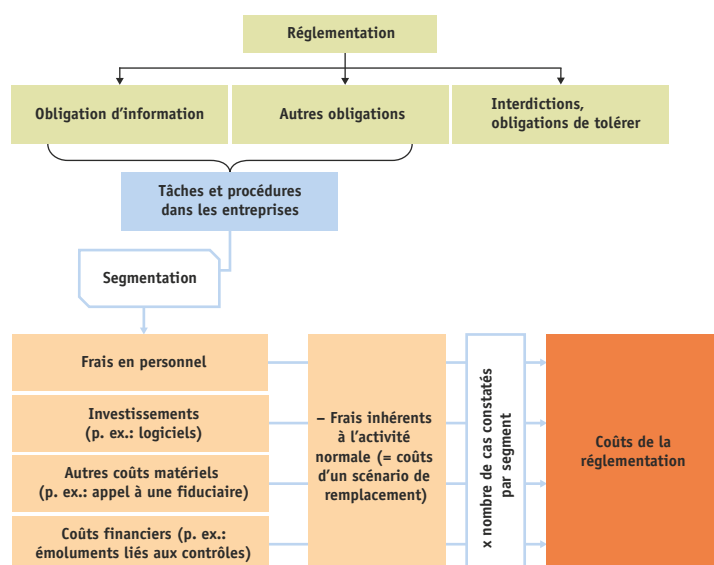 Réglementation
Obligation d'information
Autres obligations
Interdictions,
obligations de tolérer
Tâches et procédures
dans les entreprises
Segmentation
Frais en personnel
Investissements
(p. ex.: logiciels)
Autres coûts matériels
(p. ex.: appel à une fiduciaire)
Coûts financiers (p. ex.:
émoluments liés aux contrôles)
– Frais inhérents
à l'activité
normale (= coûts
d'un scénario de
remplacement)
x nombre de cas constatés
par segment
Coûts de la
réglementation